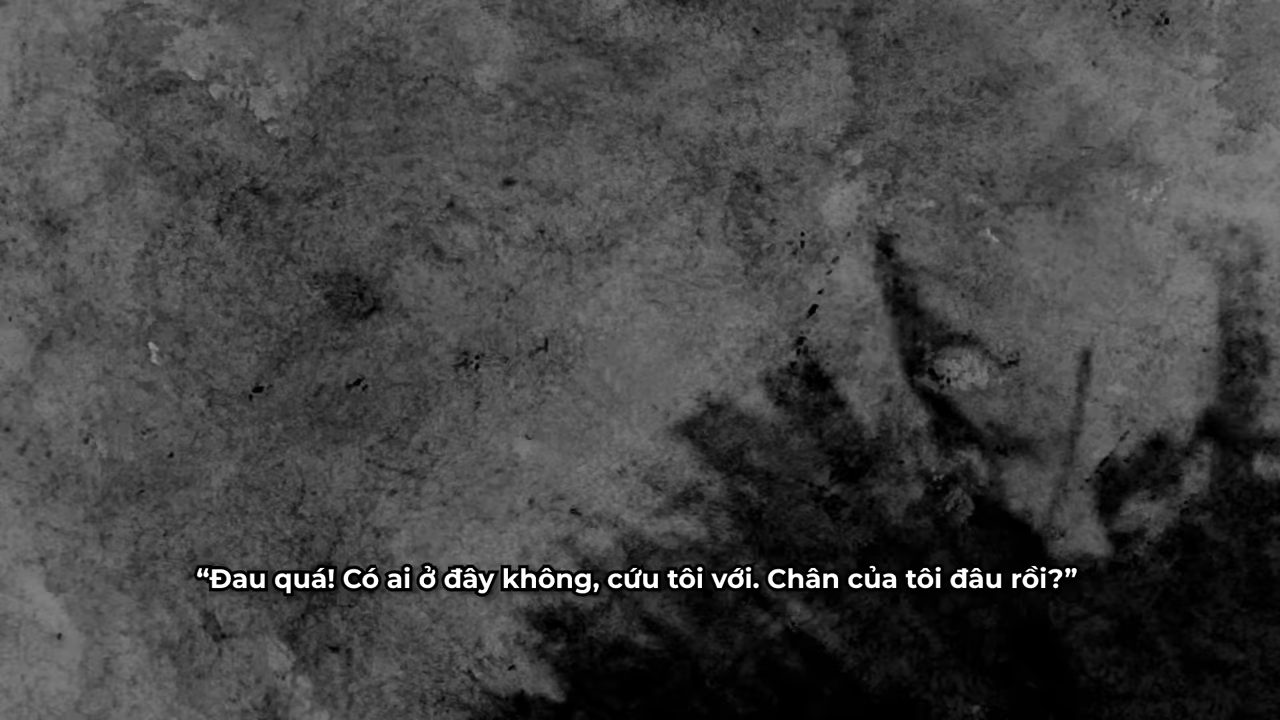 “Đau quá! Có ai ở đây không, cứu tôi với. Chân của tôi đâu rồi?”